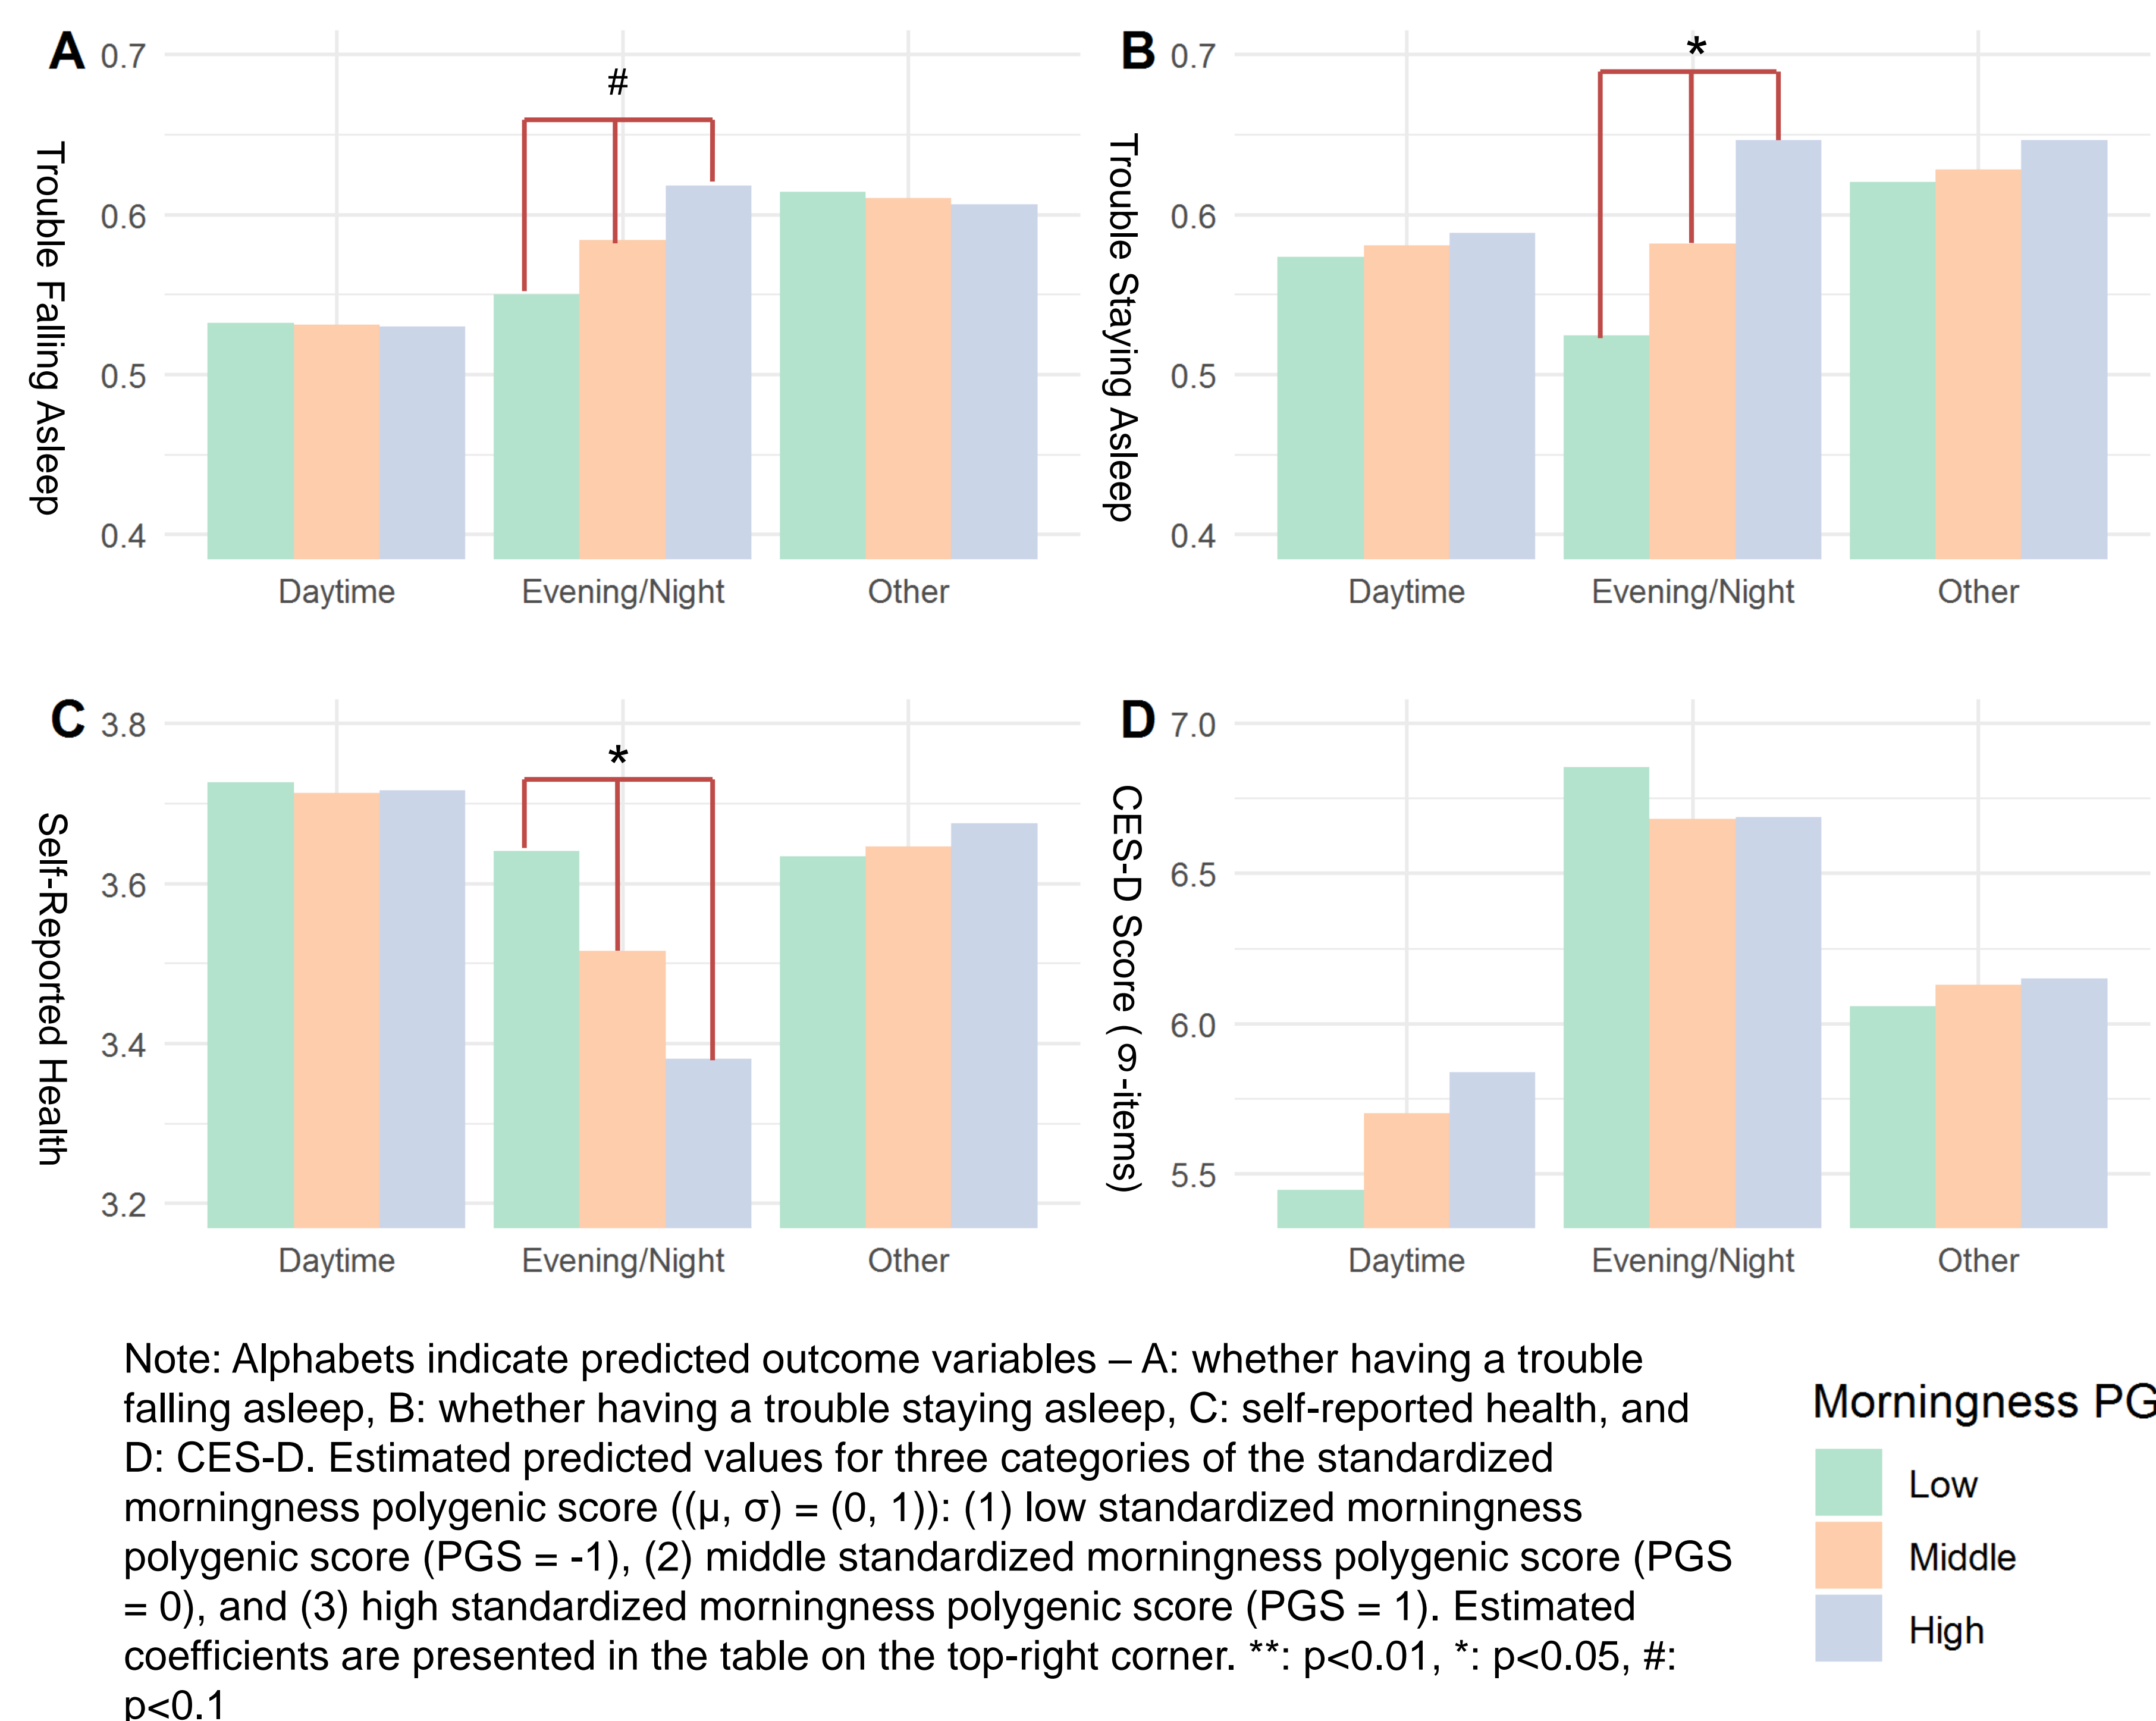 A
Trouble Falling Asleep
0.7
0.6
0.5
0.4
#
Daytime
Evening/Night
Other
B
Trouble Staying Asleep
0.7
0.6
0.5
0.4
*
Daytime
Evening/Night
Other
C
Self-Reported Health
3.8
3.6
3.4
3.2
*
Daytime
Evening/Night
Other
D
CES-D Score ( -items)
7.0
6.5
6.0
5.5
Daytime
Evening/Night
Other
Note: Alphabets indicate predicted outcome variables – A: whether having a trouble
falling asleep, B: whether having a trouble staying asleep, C: self-reported health, and
D: CES-D. Estimated predicted values for three categories of the standardized
morningness polygenic score ((μ, σ) = (0, 1)): (1) low standardized morningness
polygenic score (PGS = -1), (2) middle standardized morningness polygenic score (PGS
= 0), and (3) high standardized morningness polygenic score (PGS = 1). Estimated
coefficients are presented in the table on the top-right corner. **: p<0.01, *: p<0.05, #:
p<0.1
Morningness PG
Low
Middle
High